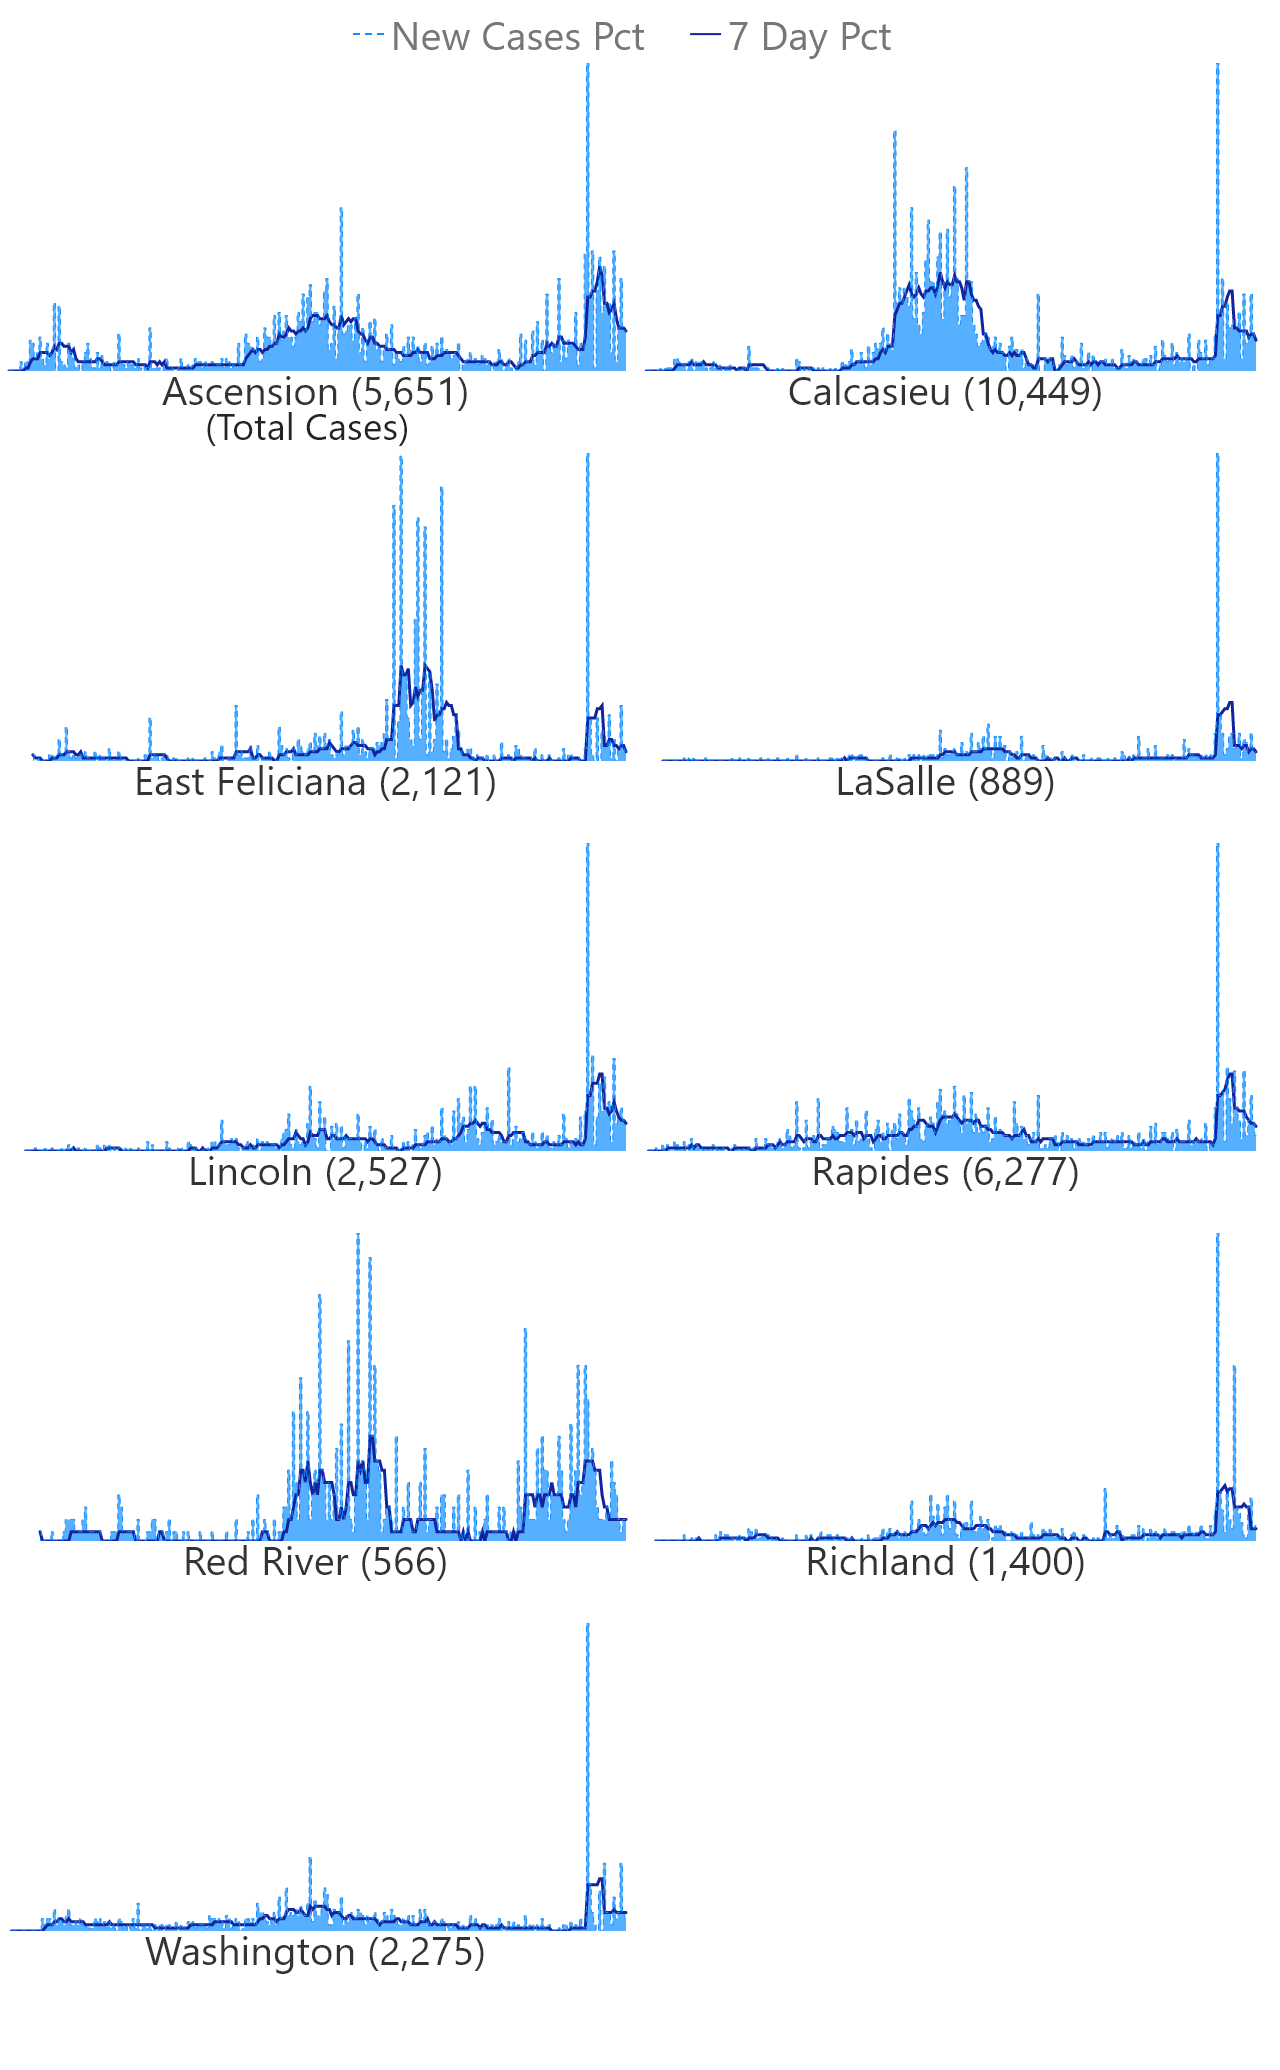 New Cases Pct 7 Day Pct
Ascension (5,651) Calcasieu (10,449)
(Total Cases)
East Feliciana (2,121) LaSalle (889)
Lincoln (2,527) Rapides (6,277)
Red River (566) Richland (1,400)
Washington (2,275)